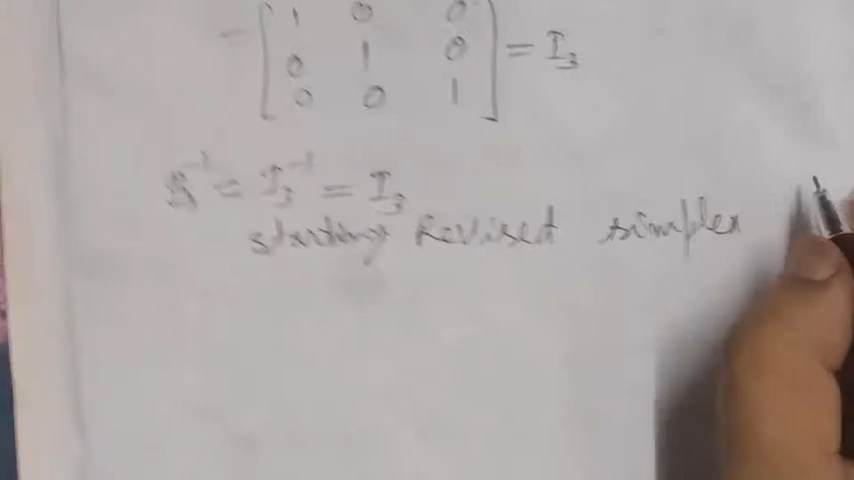 1 0 0
0 1 0 = I₃
0 0 1
B⁻¹ = I₃⁻¹ = I₃
starting Revised simplex